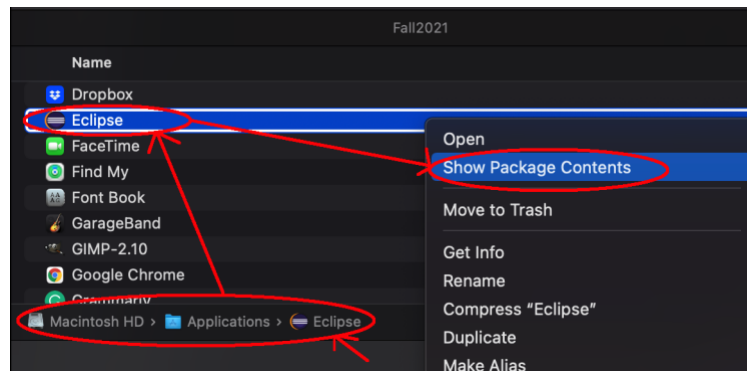 Fall2021
Name
Dropbox
Eclipse
FaceTime
Find My
Font Book
GarageBand
GIMP-2.10
Google Chrome
Grammarly
Macintosh HD › Applications › Eclipse
Open
Show Package Contents
Move to Trash
Get Info
Rename
Compress “Eclipse”
Duplicate
Make Alias